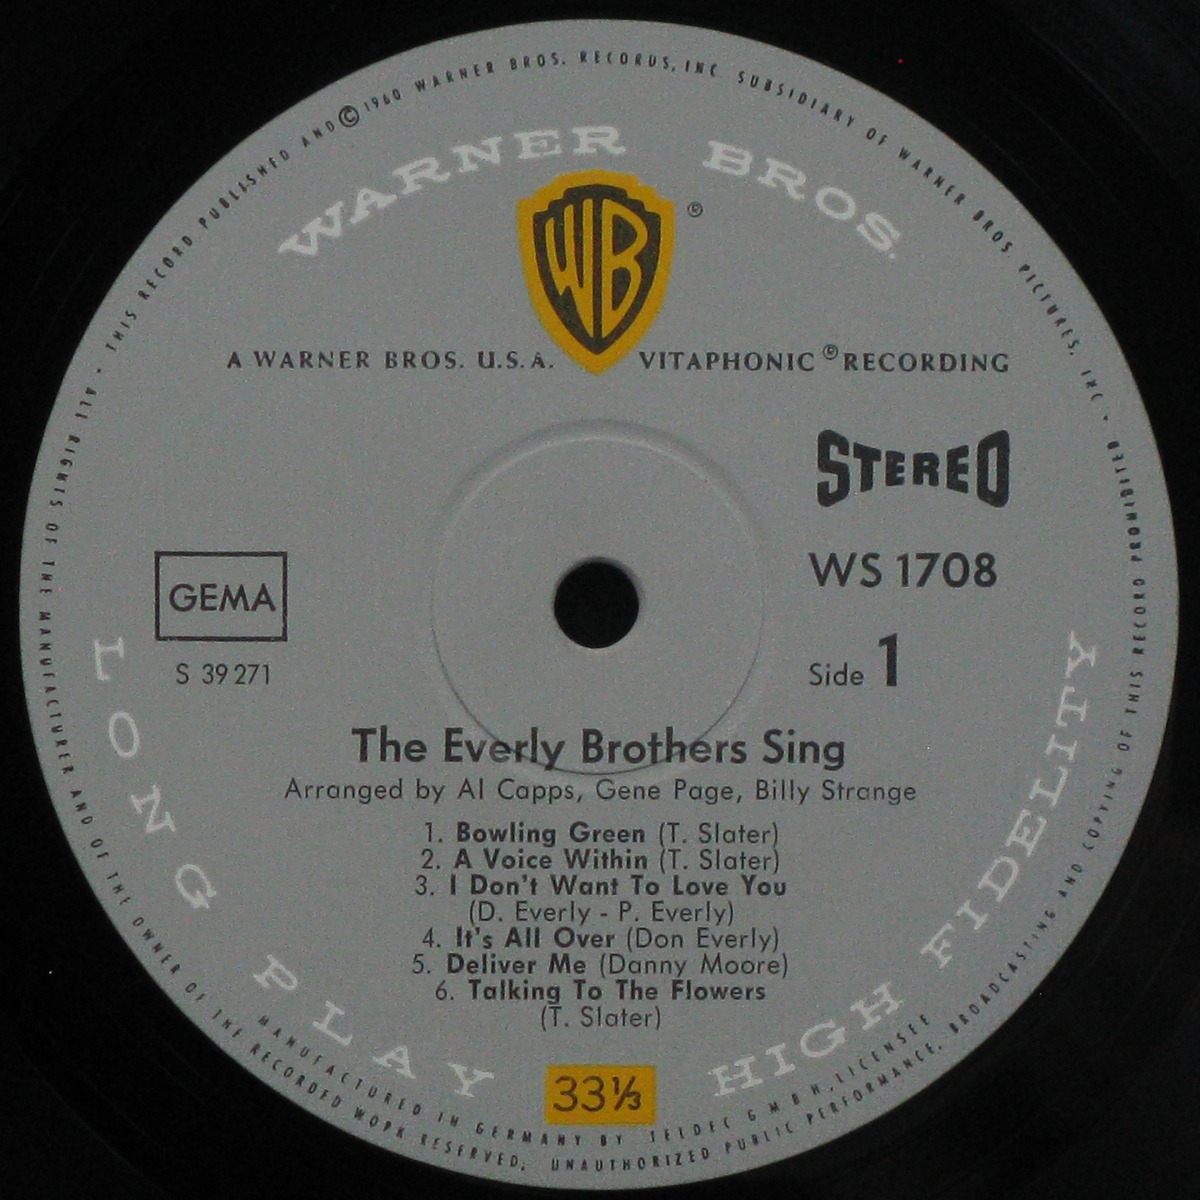 ALL RIGHTS OF THE MANUFACTURER AND OF THE OWNER OF THE RECORDED WORK RESERVED; UNAUTHORIZED PUBLIC PERFORMANCE, BROADCASTING AND COPYING OF THIS RECORD PROHIBITED • THIS RECORD PUBLISHED AND © 1960 WARNER BROS. RECORDS, INC. SUBSIDIARY OF WARNER BROS. PICTURES, INC •
WARNER BROS.
WB ®
A WARNER BROS. U.S.A. VITAPHONIC ® RECORDING
STEREO
WS 1708
GEMA
S 39 271
Side 1
The Everly Brothers Sing
Arranged by Al Capps, Gene Page, Billy Strange
1. Bowling Green (T. Slater)
2. A Voice Within (T. Slater)
3. I Don't Want To Love You
(D. Everly - P. Everly)
4. It's All Over (Don Everly)
5. Deliver Me (Danny Moore)
6. Talking To The Flowers
(T. Slater)
LONG PLAY
33⅓
HIGH FIDELITY
MANUFACTURED IN GERMANY BY TELDEC G M B H, LICENSEE